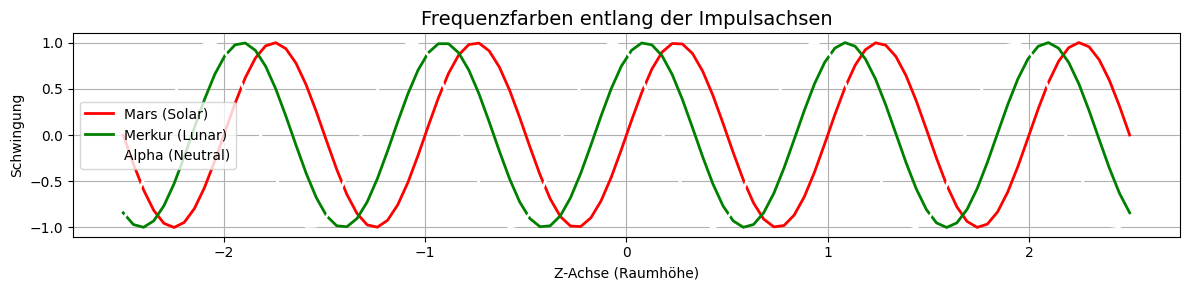 Frequenzfarben entlang der Impulsachsen
Schwingung
1.0
0.5
0.0
−0.5
−1.0
Mars (Solar)
Merkur (Lunar)
Alpha (Neutral)
−2
−1
0
1
2
Z-Achse (Raumhöhe)